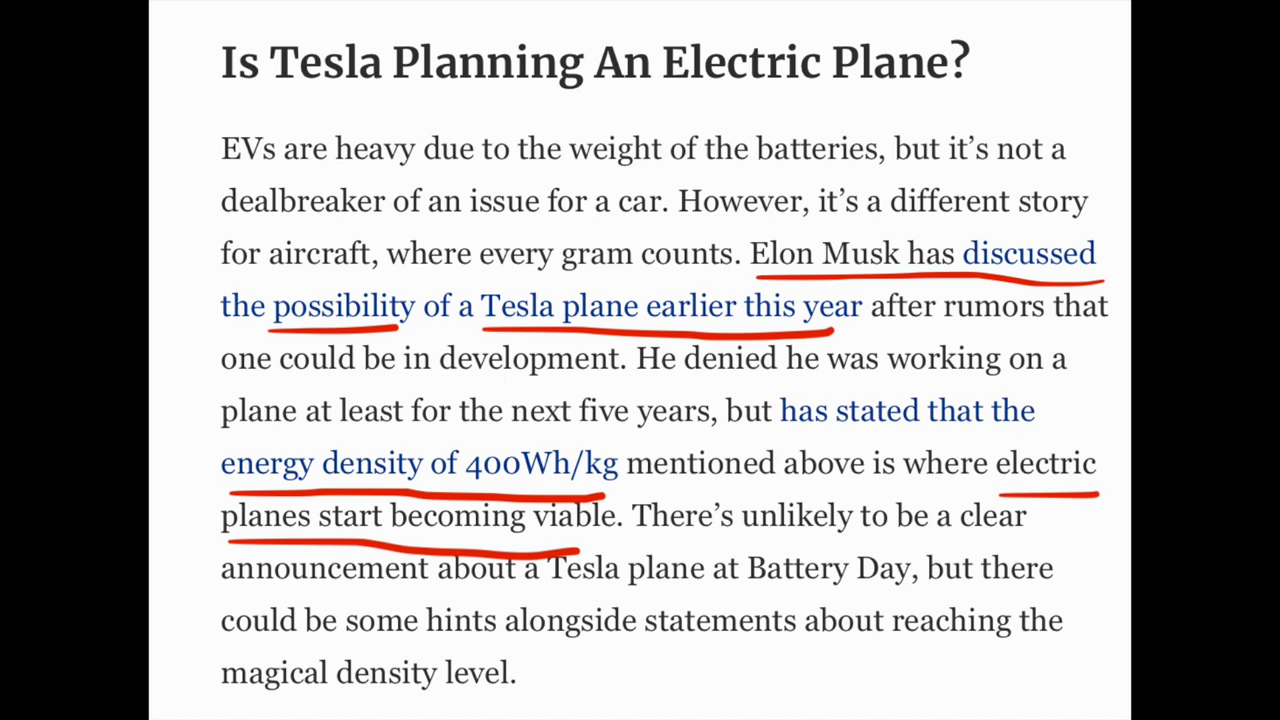 Is Tesla Planning An Electric Plane?
EVs are heavy due to the weight of the batteries, but it’s not a
dealbreaker of an issue for a car. However, it’s a different story
for aircraft, where every gram counts. Elon Musk has discussed
the possibility of a Tesla plane earlier this year after rumors that
one could be in development. He denied he was working on a
plane at least for the next five years, but has stated that the
energy density of 400Wh/kg mentioned above is where electric
planes start becoming viable. There’s unlikely to be a clear
announcement about a Tesla plane at Battery Day, but there
could be some hints alongside statements about reaching the
magical density level.